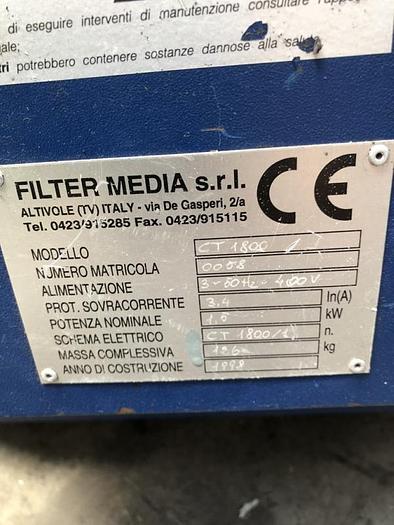 di eseguire interventi di manutenzione consultare l'app
gale;
tri potrebbero contenere sostanze dannose alla salute
FILTER MEDIA s.r.l. CE
ALTIVOLE (TV) ITALY - via De Gasperi, 2/a
Tel. 0423/915285 Fax. 0423/915115
MODELLO CT 1800
NUMERO MATRICOLA 0058
ALIMENTAZIONE 400V
PROT. SOVRACORRENTE 3.4 In(A)
POTENZA NOMINALE 1.5 kW
SCHEMA ELETTRICO CT 1800/1 n.
MASSA COMPLESSIVA kg
ANNO DI COSTRUZIONE 1998